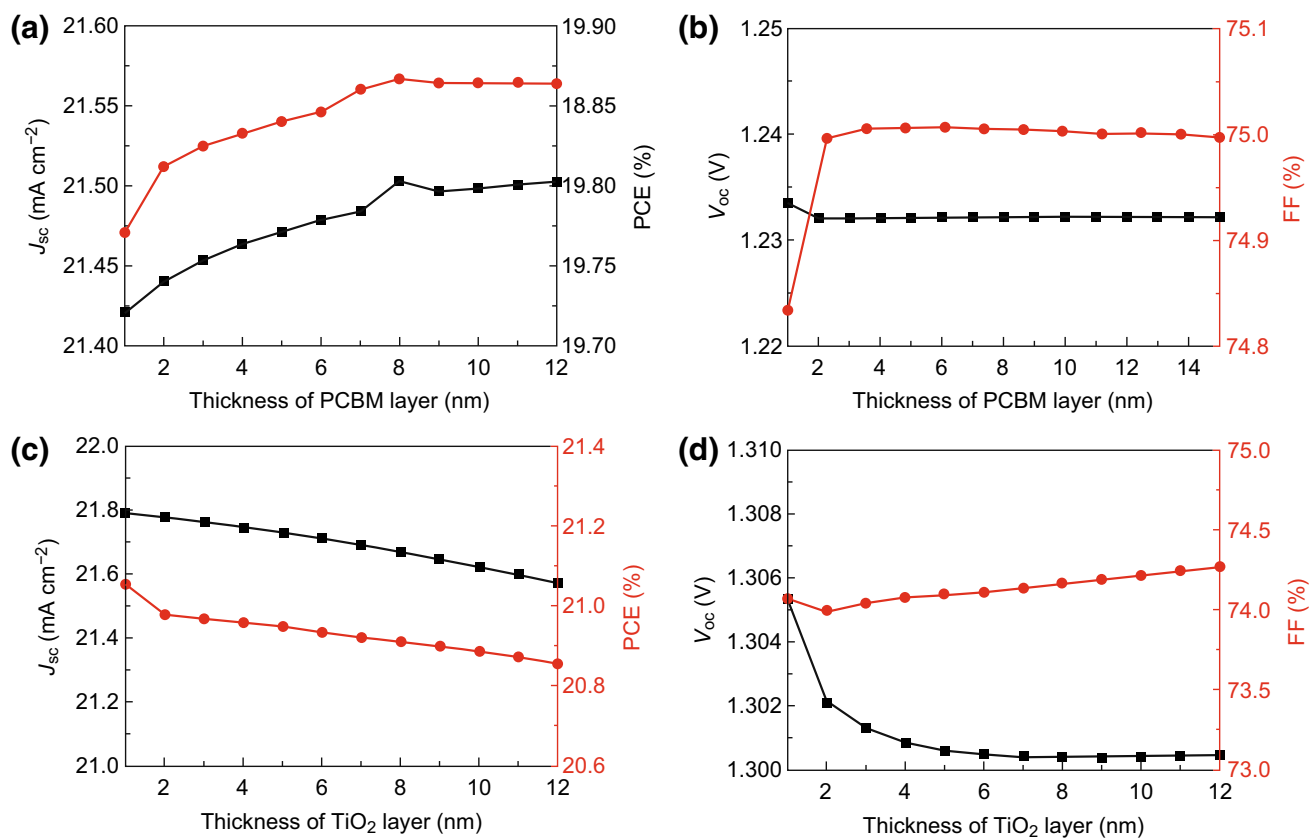 (a)
21.60
21.55
21.50
21.45
21.40
J_sc (mA cm⁻²)
19.90
18.85
19.80
19.75
19.70
PCE (%)
2 4 6 8 10 12
Thickness of PCBM layer (nm)
(b)
1.25
1.24
1.23
1.22
V_oc (V)
75.1
75.0
74.9
74.8
FF (%)
2 4 6 8 10 12 14
Thickness of PCBM layer (nm)
(c)
22.0
21.8
21.6
21.4
21.2
21.0
J_sc (mA cm⁻²)
21.4
21.2
21.0
20.8
20.6
PCE (%)
2 4 6 8 10 12
Thickness of TiO₂ layer (nm)
(d)
1.310
1.308
1.306
1.304
1.302
1.300
V_oc (V)
75.0
74.5
74.0
73.5
73.0
FF (%)
2 4 6 8 10 12
Thickness of TiO₂ layer (nm)